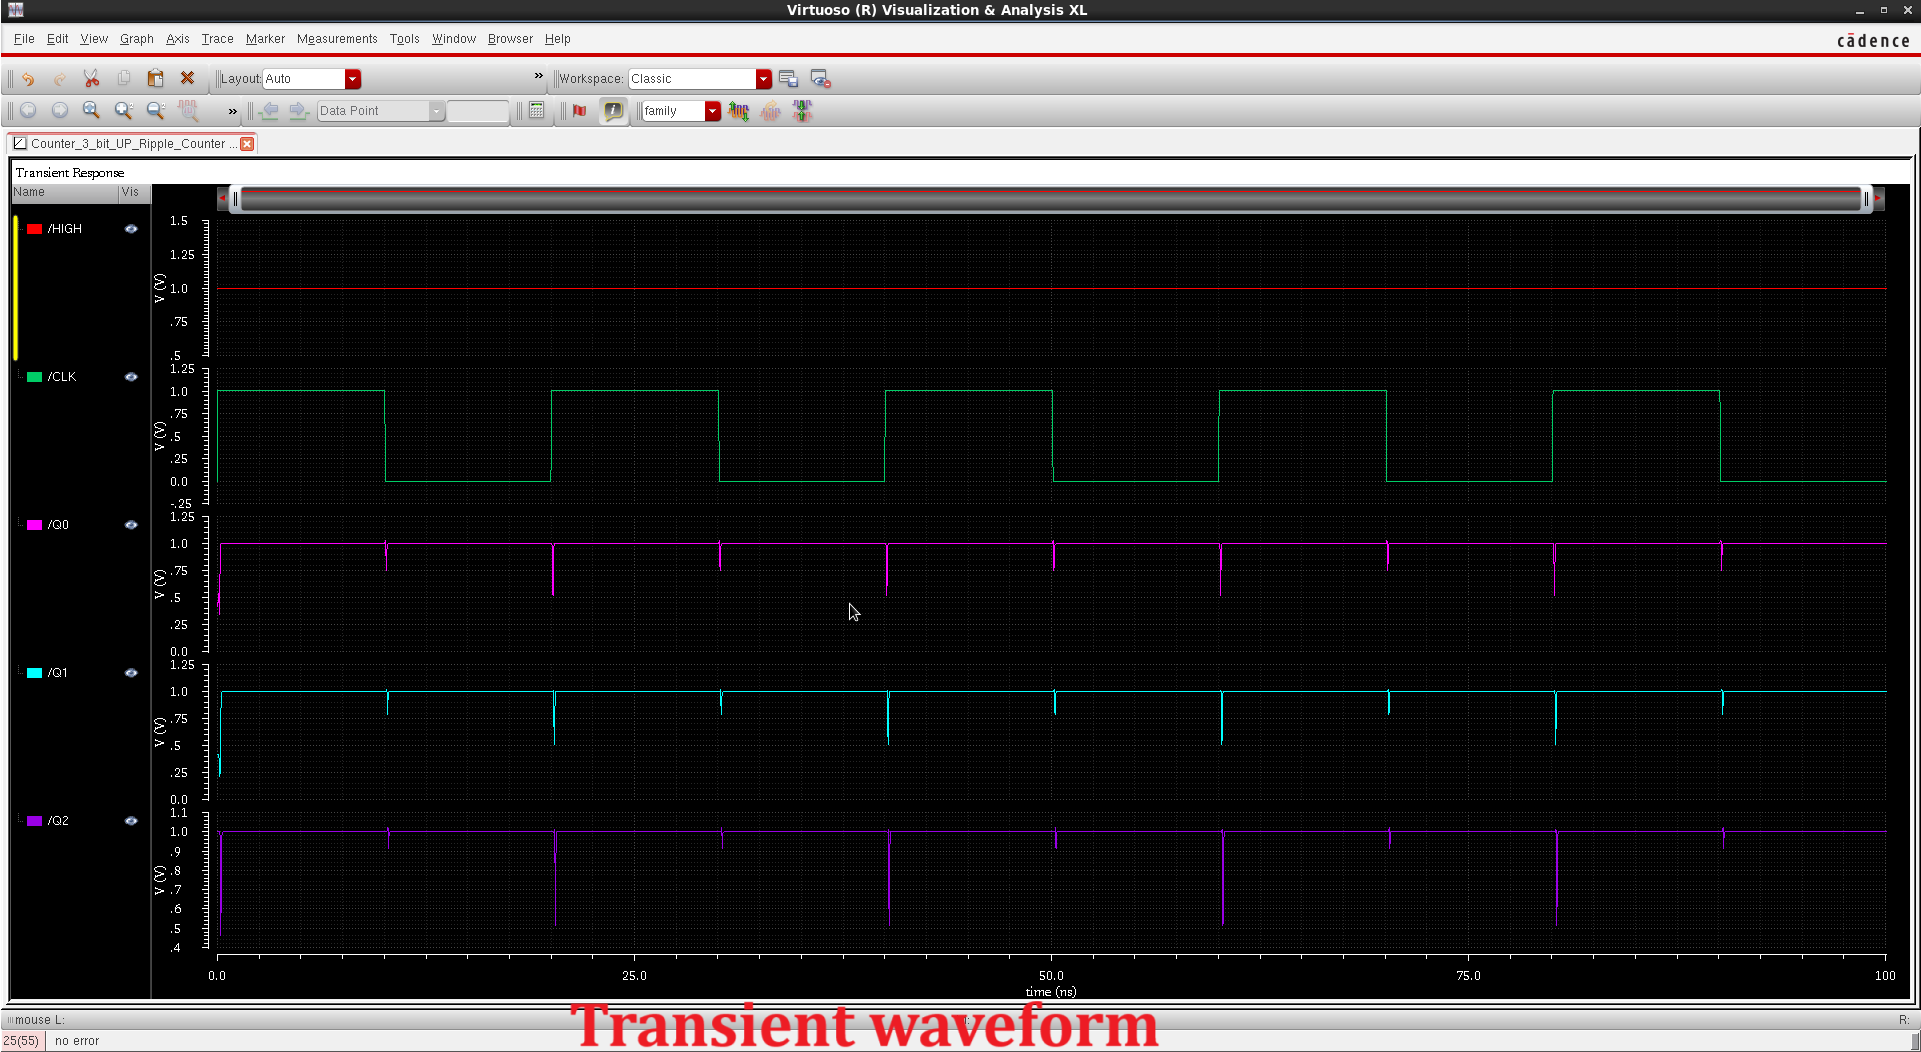 Virtuoso (R) Visualization & Analysis XL
File Edit View Graph Axis Trace Marker Measurements Tools Window Browser Help
cādence
Layout: Auto » Workspace: Classic
» Data Point family
Counter_3_bit_UP_Ripple_Counter ...
Transient Response
Name Vis
/HIGH
1.5
1.25
1.0
.75
.5
V (V)
/CLK
1.25
1.0
.75
.5
.25
0.0
-.25
V (V)
/Q0
1.25
1.0
.75
.5
.25
0.0
V (V)
/Q1
1.25
1.0
.75
.5
.25
0.0
V (V)
/Q2
1.1
1.0
.9
.8
.7
.6
.5
.4
V (V)
0.0 25.0 50.0 75.0 100
time (ns)
mouse L: R:
Transient waveform
25(55) no error